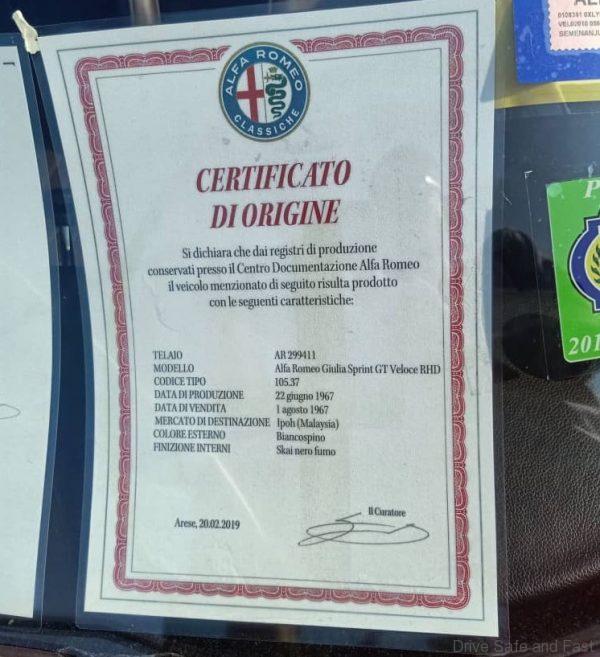 ALFA ROMEO
CLASSICHE
CERTIFICATO
DI ORIGINE
Si dichiara che dai registri di produzione
conservati presso il Centro Documentazione Alfa Romeo
il veicolo menzionato di seguito risulta prodotto
con le seguenti caratteristiche:
TELAIO AR 299411
MODELLO Alfa Romeo Giulia Sprint GT Veloce RHD
CODICE TIPO 105.37
DATA DI PRODUZIONE 22 giugno 1967
DATA DI VENDITA 1 agosto 1967
MERCATO DI DESTINAZIONE Ipoh (Malaysia)
COLORE ESTERNO Biancospino
FINIZIONE INTERNI Skai nero fumo
Il Curatore
Arese, 20.02.2019
SEMENANJU
P
201
Drive Safe and Fast